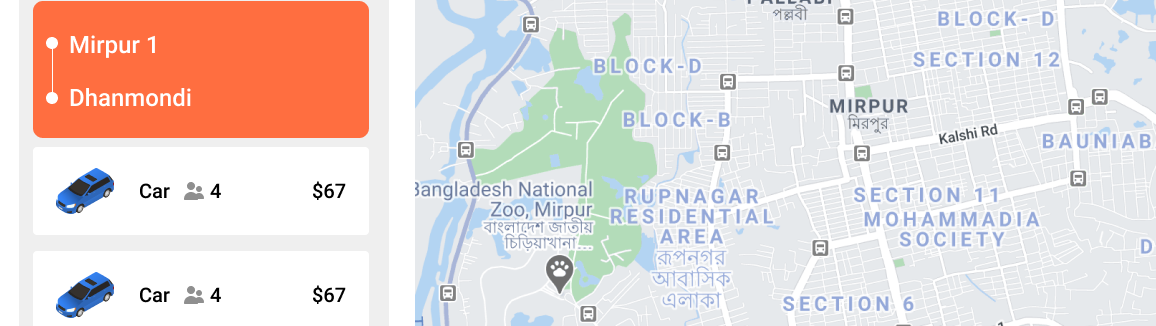 Mirpur 1
Dhanmondi
Car 4 $67
Car 4 $67
পল্লবী
BLOCK- D
SECTION 12
BLOCK-D
MIRPUR
মিরপুর
BLOCK-B
Kalshi Rd
BAUNIAB
Bangladesh National
Zoo, Mirpur
বাংলাদেশ জাতীয়
চিড়িয়াখানা...
RUPNAGAR
RESIDENTIAL
AREA
রূপনগর
আবাসিক
এলাকা
SECTION 11
MOHAMMADIA
SOCIETY
D
SECTION 6